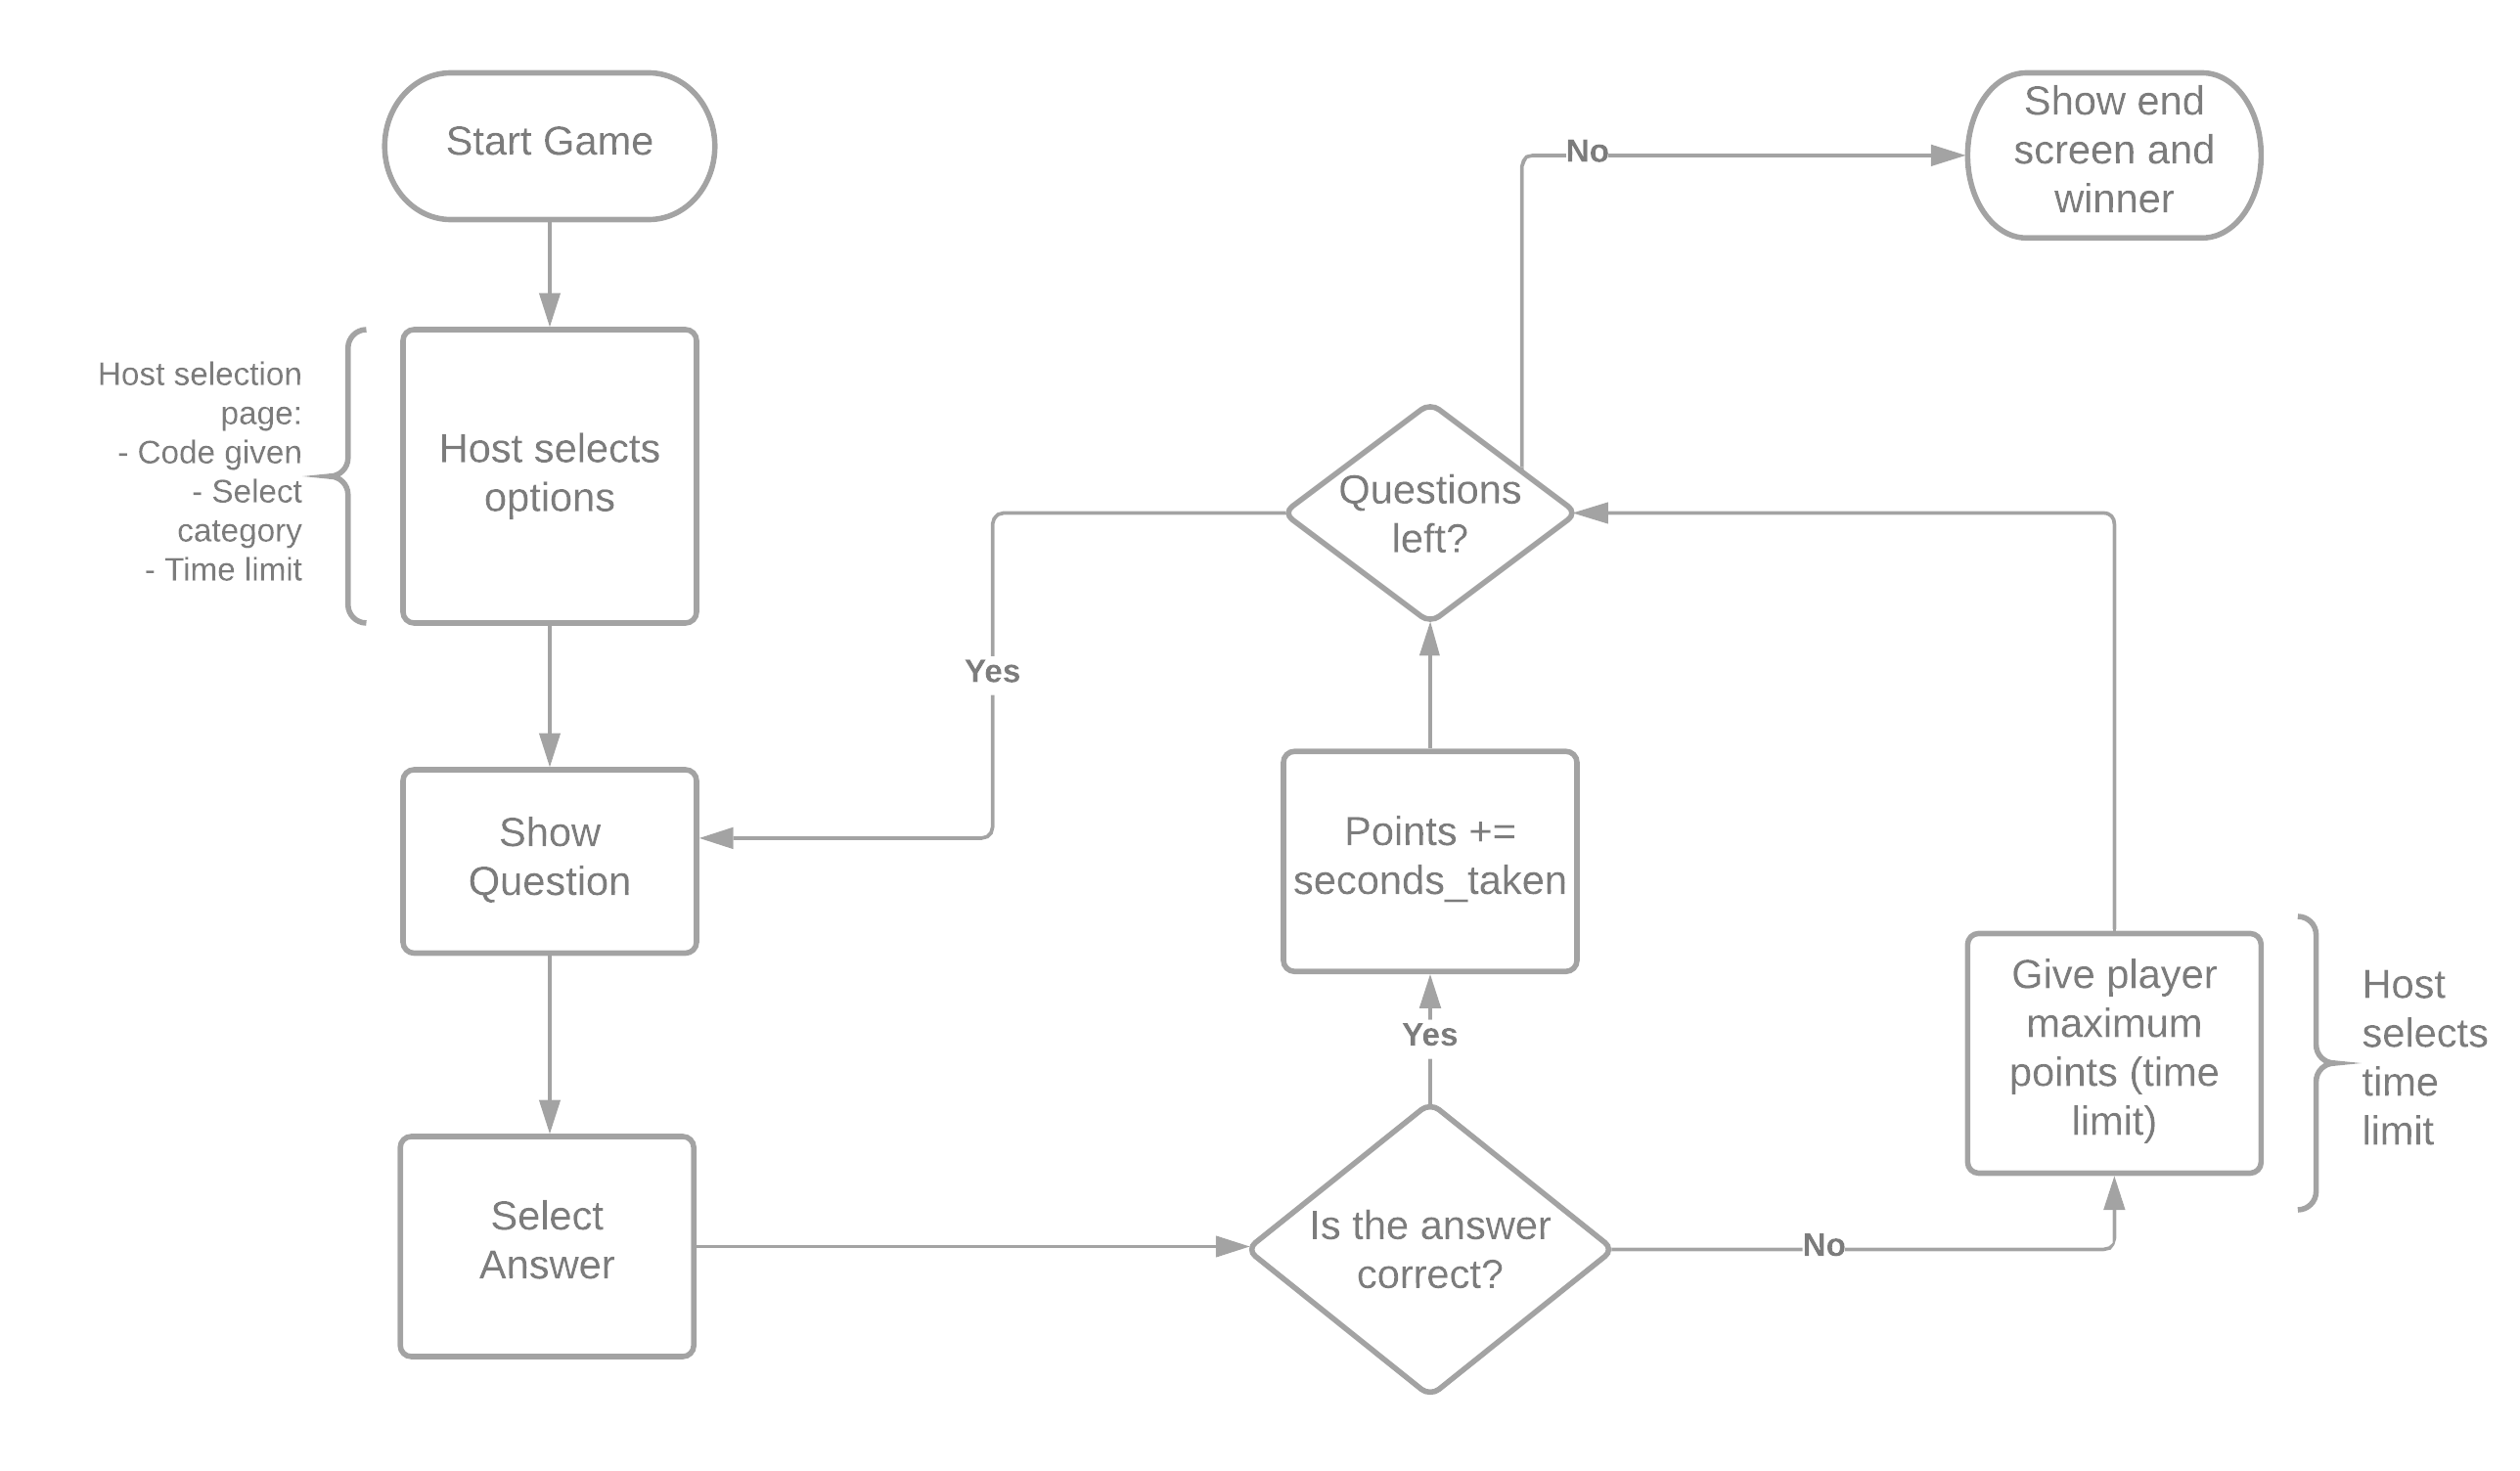 Start Game
Host selection
page:
- Code given
- Select
category
- Time limit
Host selects
options
Show
Question
Select
Answer
Is the answer
correct?
Yes
Points +=
seconds_taken
No
Give player
maximum
points (time
limit)
Host
selects
time
limit
Questions
left?
Yes
No
Show end
screen and
winner